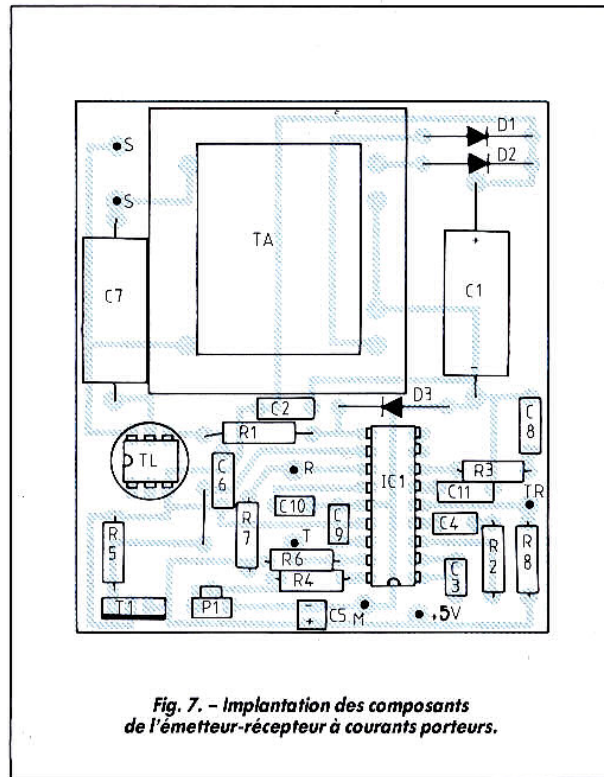 D1
S
D2
S
TA
C7
C1
+
–
D3
C2
C8
R1
TL
C6
R
IC1
R3
C11
TR
C10
C9
C4
R5
R7
T
R6
R2
R8
R4
C3
T1
P1
–
+
C5
M
+5V
Fig. 7. – Implantation des composants
de l'émetteur-récepteur à courants porteurs.